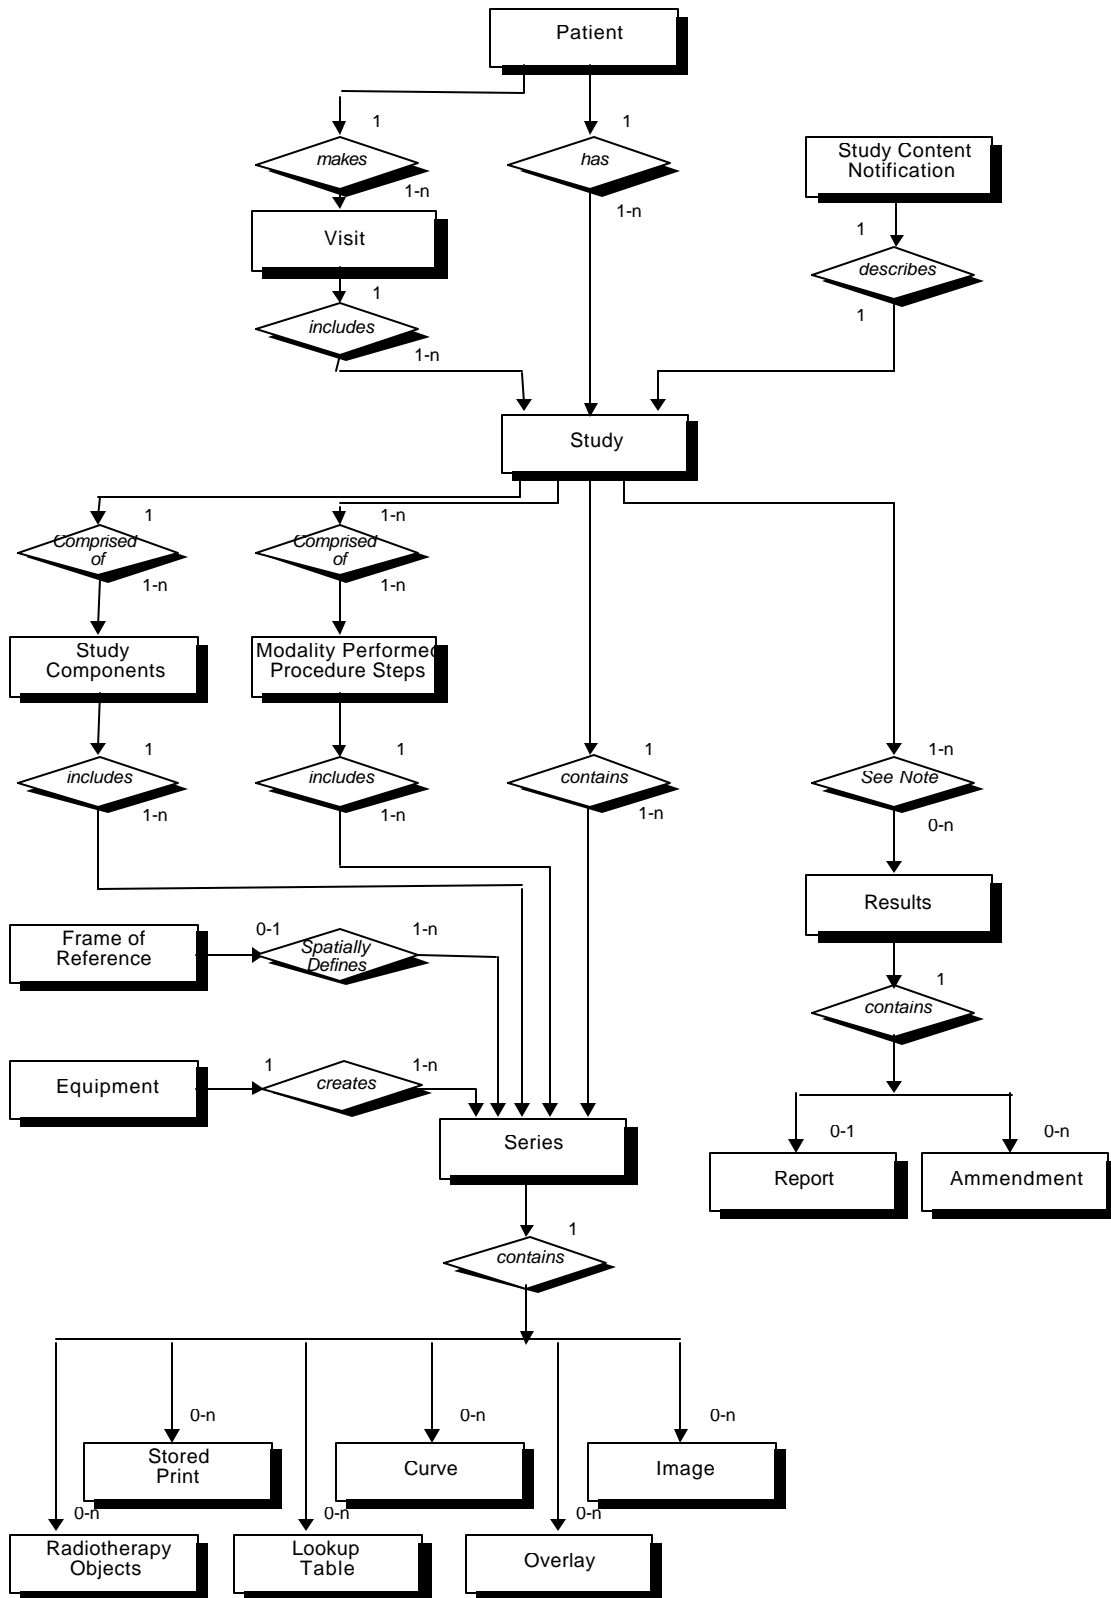 Patient
1
1
makes
has
Study Content
Notification
1-n
1-n
Visit
1
describes
1
1
includes
1-n
Study
1
1-n
Comprised
of
Comprised
of
1-n
1-n
Study
Components
Modality Performed
Procedure Steps
1
1
1
1-n
includes
includes
contains
See Note
1-n
1-n
1-n
0-n
Results
Frame of
Reference
0-1
Spatially
Defines
1-n
1
contains
Equipment
1
creates
1-n
Series
0-1
0-n
Report
Ammendment
1
contains
0-n
0-n
0-n
Stored
Print
Curve
Image
0-n
0-n
0-n
Radiotherapy
Objects
Lookup
Table
Overlay